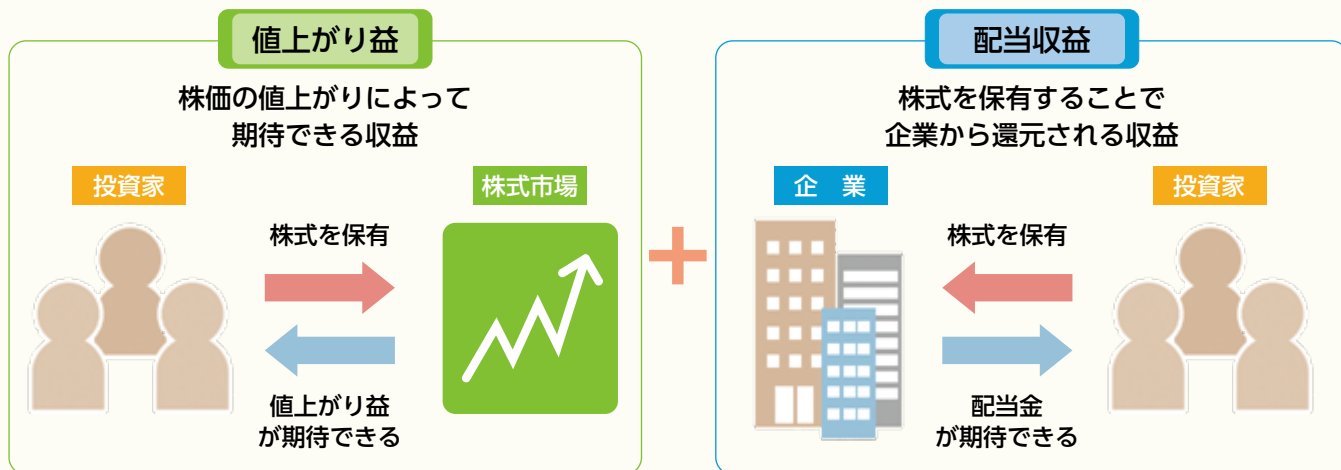 値上がり益
株価の値上がりによって
期待できる収益
投資家
株式市場
株式を保有
値上がり益
が期待できる
+
配当収益
株式を保有することで
企業から還元される収益
企　業
投資家
株式を保有
配当金
が期待できる